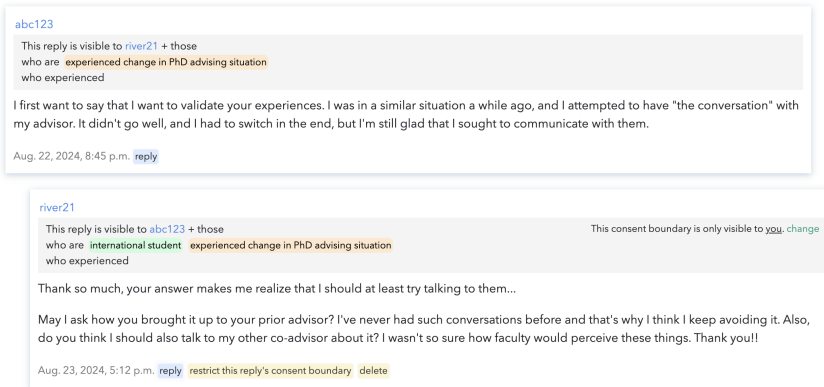 abc123
This reply is visible to river21 + those
who are experienced change in PhD advising situation
who experienced
I first want to say that I want to validate your experiences. I was in a similar situation a while ago, and I attempted to have "the conversation" with
my advisor. It didn't go well, and I had to switch in the end, but I'm still glad that I sought to communicate with them.
Aug. 22, 2024, 8:45 p.m. reply
river21
This reply is visible to abc123 + those
This consent boundary is only visible to you. change
who are international student experienced change in PhD advising situation
who experienced
Thank so much, your answer makes me realize that I should at least try talking to them...
May I ask how you brought it up to your prior advisor? I've never had such conversations before and that's why I think I keep avoiding it. Also,
do you think I should also talk to my other co-advisor about it? I wasn't so sure how faculty would perceive these things. Thank you!!
Aug. 23, 2024, 5:12 p.m. reply restrict this reply's consent boundary delete